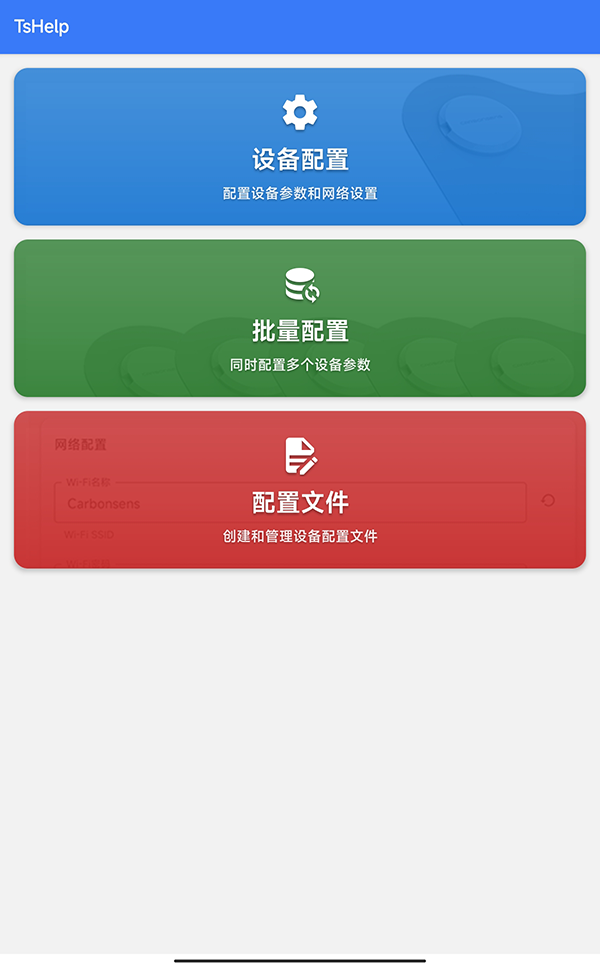 TsHelp
设备配置
配置设备参数和网络设置
批量配置
同时配置多个设备参数
网络配置
Wi-Fi名称
Carbonsens
Wi-Fi SSID
配置文件
创建和管理设备配置文件